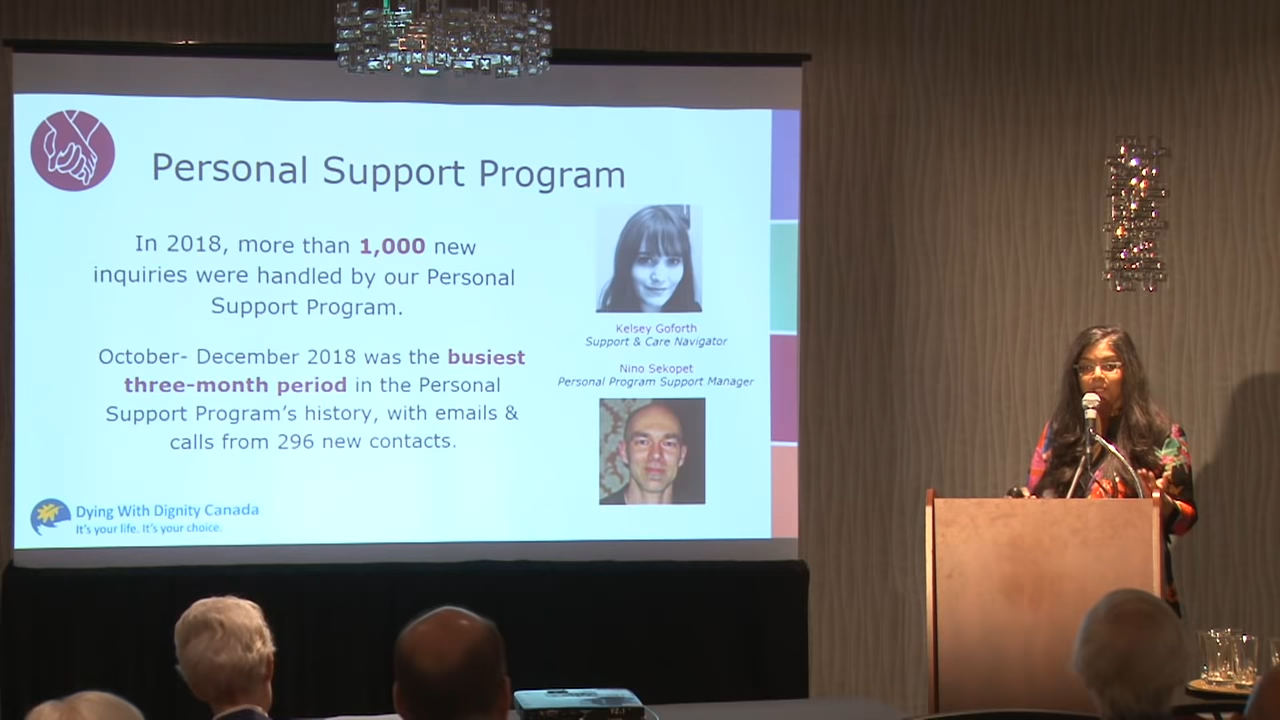 Personal Support Program
In 2018, more than 1,000 new
inquiries were handled by our Personal
Support Program.
October- December 2018 was the busiest
three-month period in the Personal
Support Program's history, with emails &
calls from 296 new contacts.
Kelsey Goforth
Support & Care Navigator
Nino Sekopet
Personal Program Support Manager
Dying With Dignity Canada
It's your life. It's your choice.